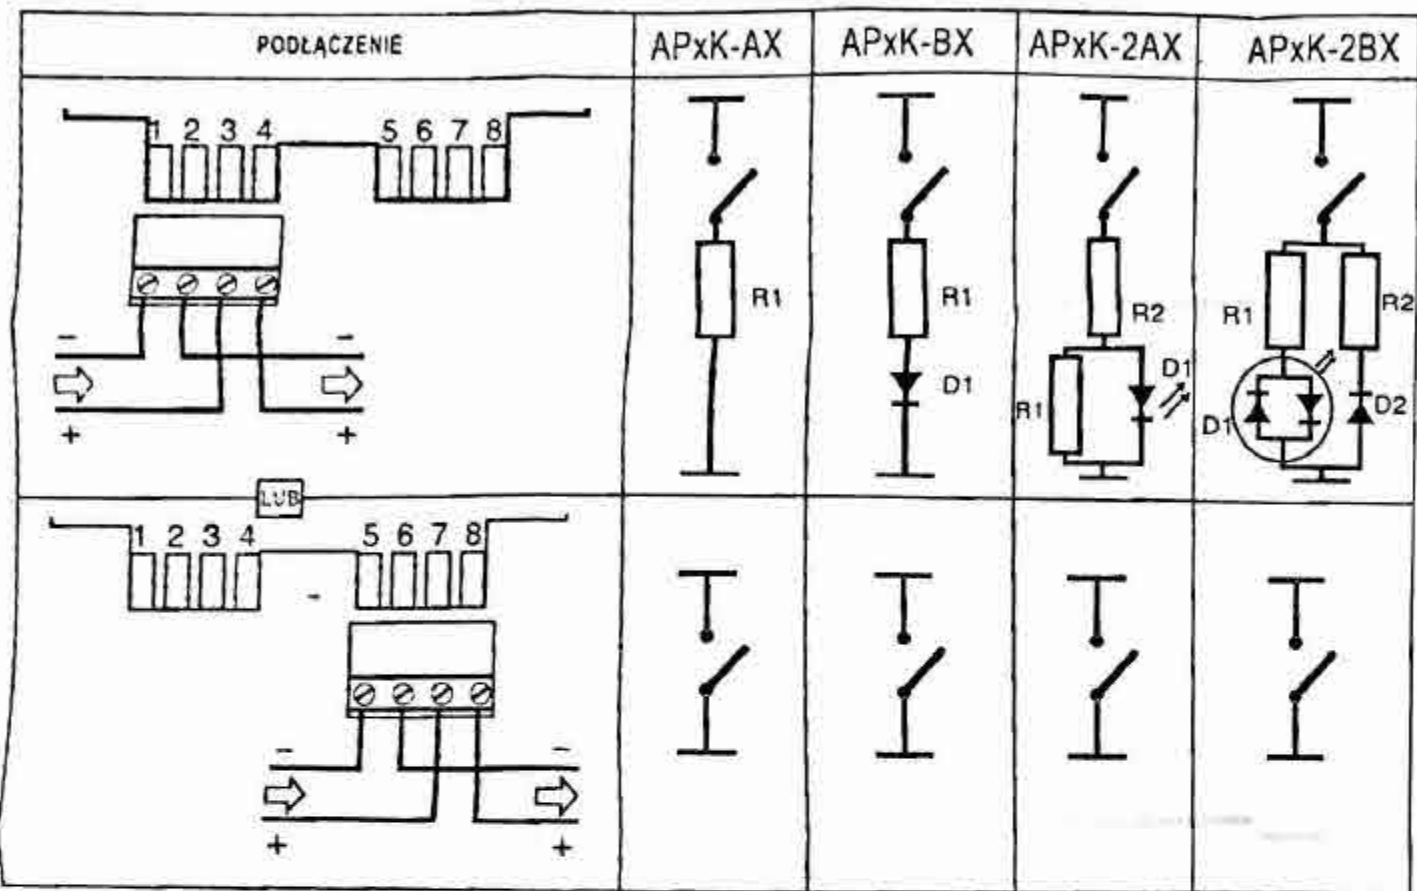 PODŁĄCZENIE
APxK-AX
APxK-BX
APxK-2AX
APxK-2BX
1 2 3 4
5 6 7 8
- -
+ +
R1
R1
D1
R2
R1
D1
R1
R2
D1
D2
LUB
1 2 3 4
5 6 7 8
-
- -
+ +